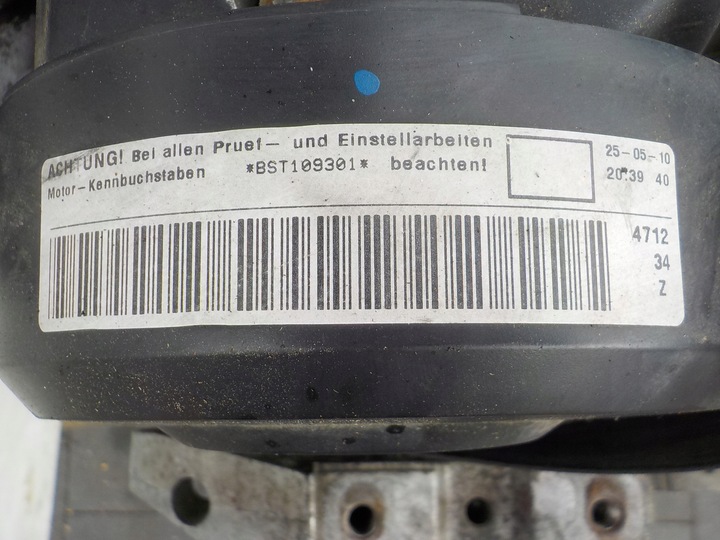 ACHTUNG! Bei allen Pruef- und Einstellarbeiten
Motor-Kennbuchstaben *BST109301* beachten!
25-05-10
20:39 40
4712
34
Z